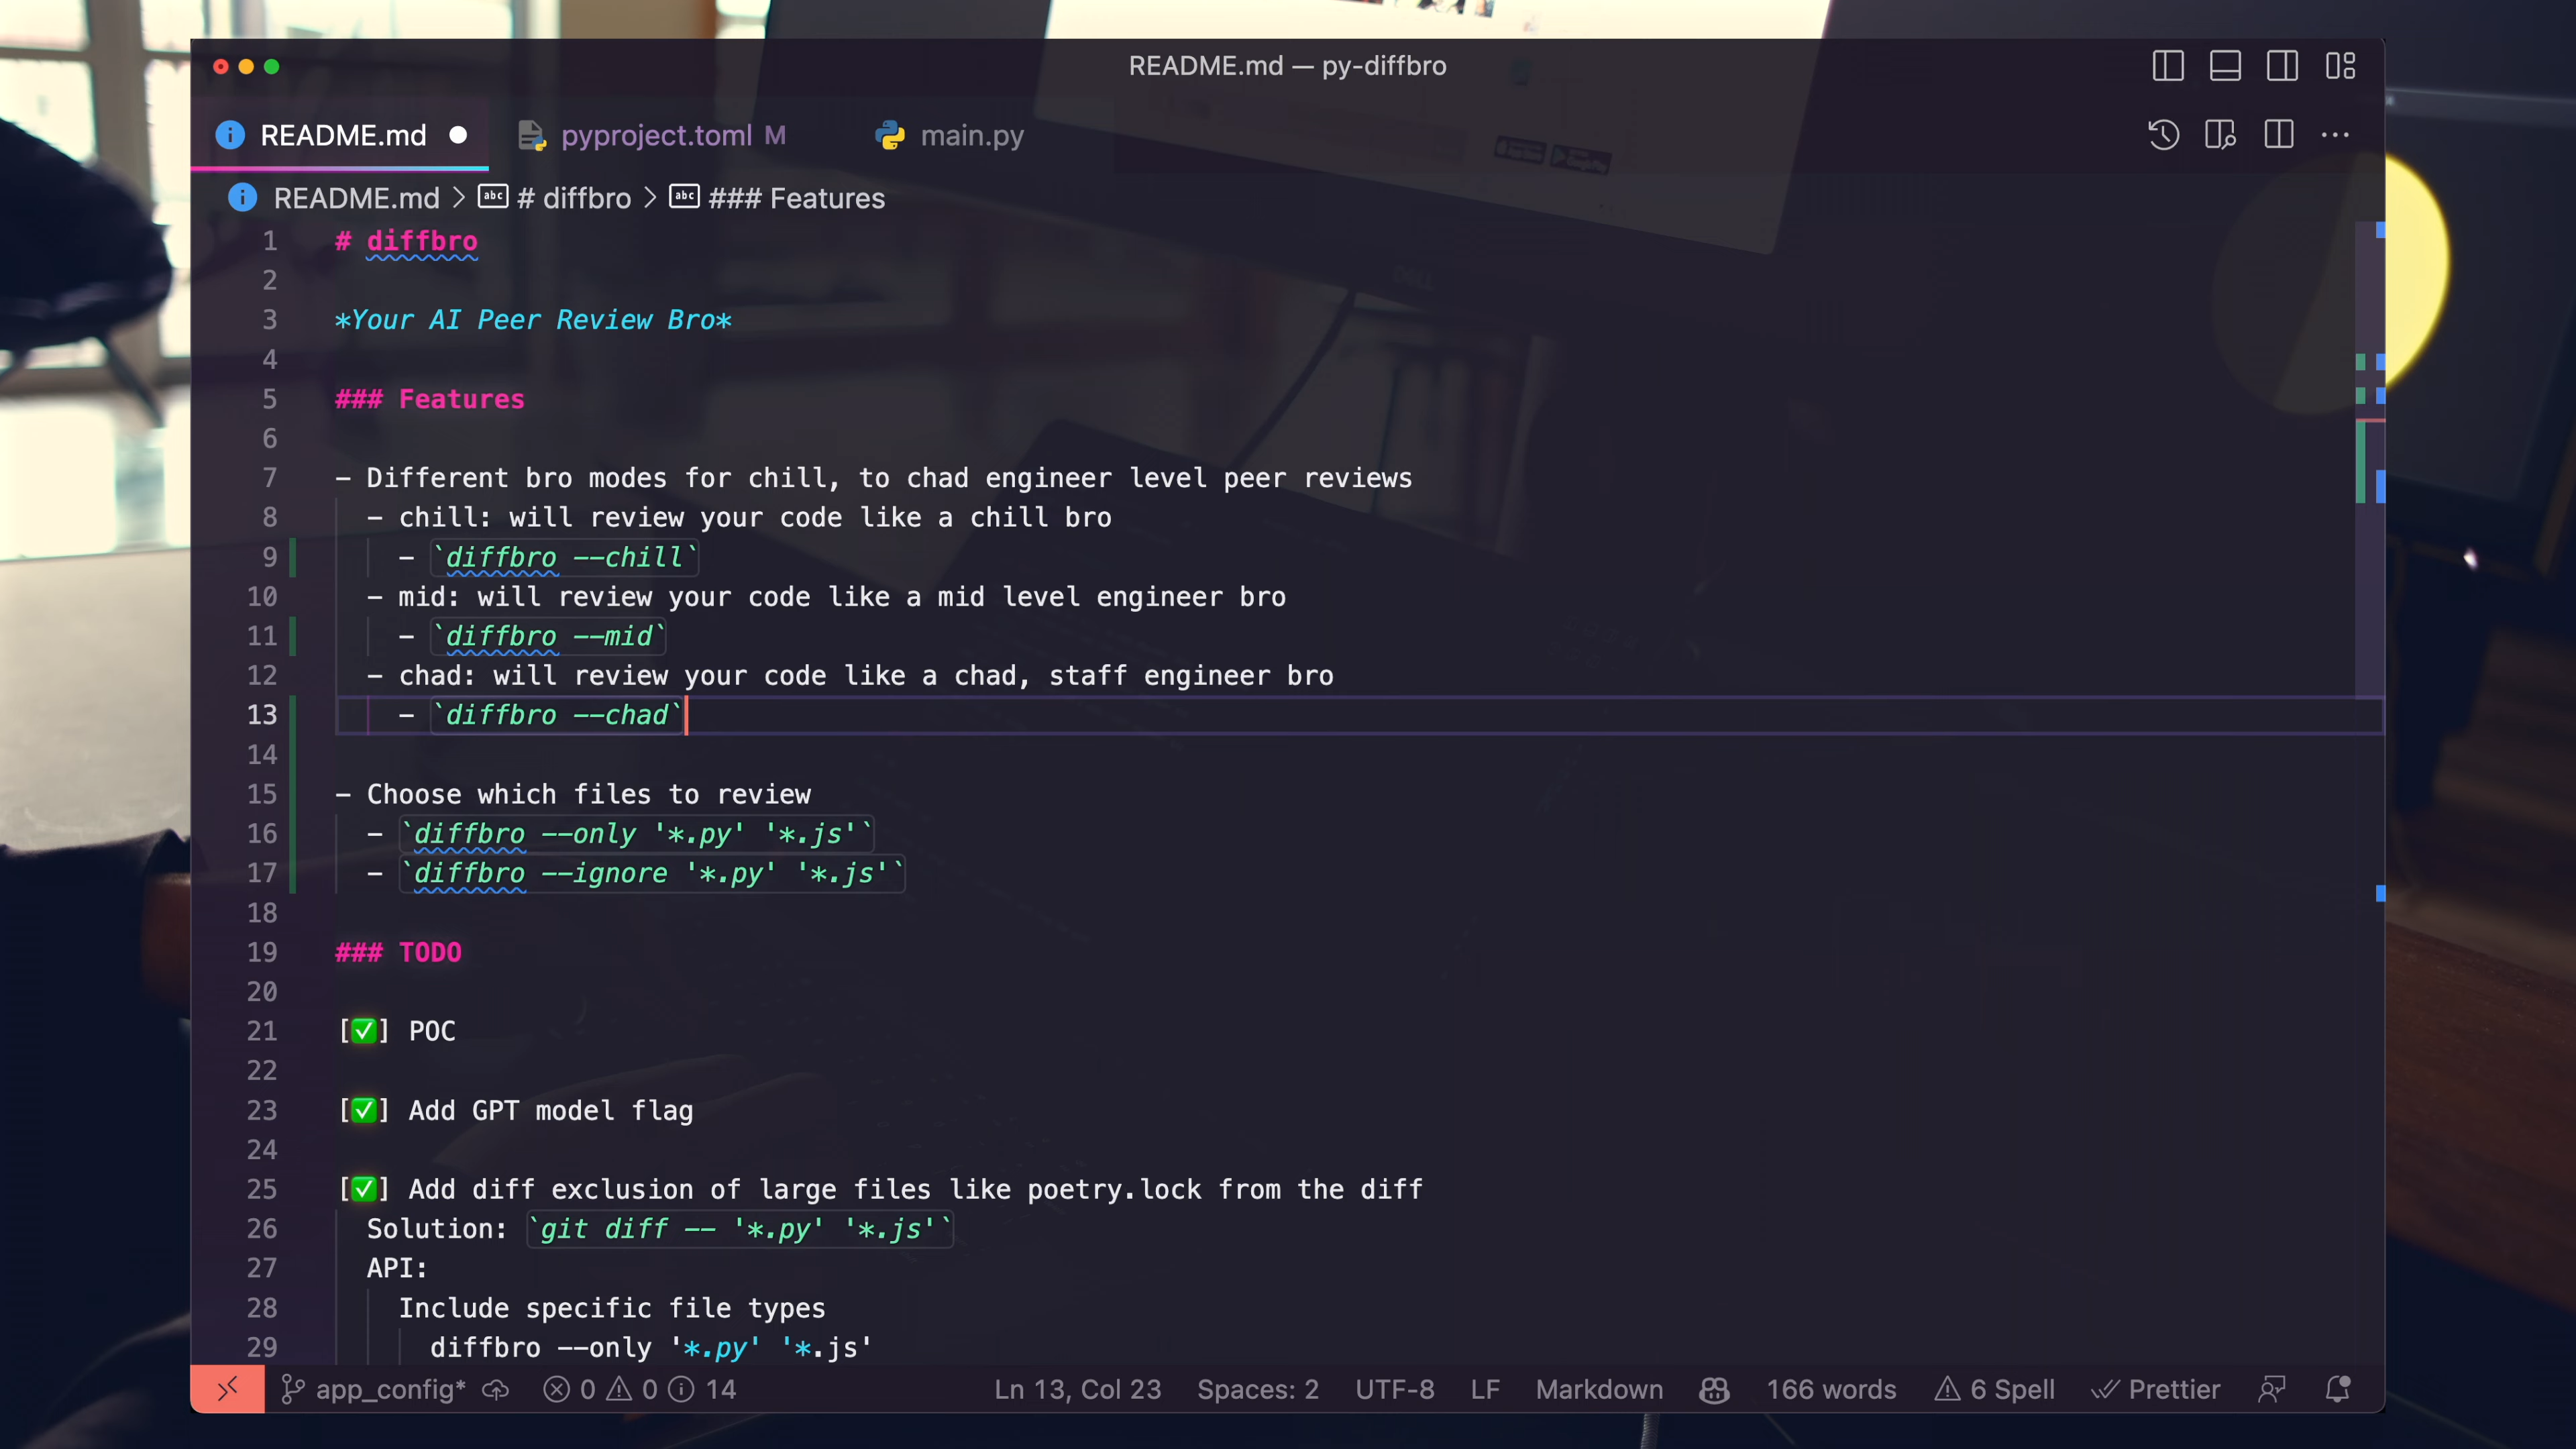 README.md — py-diffbro
README.md
pyproject.toml M
main.py
README.md > # diffbro > ### Features
1 # diffbro
2
3 *Your AI Peer Review Bro*
4
5 ### Features
6
7 - Different bro modes for chill, to chad engineer level peer reviews
8 - chill: will review your code like a chill bro
9 - `diffbro --chill`
10 - mid: will review your code like a mid level engineer bro
11 - `diffbro --mid`
12 - chad: will review your code like a chad, staff engineer bro
13 - `diffbro --chad`
14
15 - Choose which files to review
16 - `diffbro --only '*.py' '*.js'`
17 - `diffbro --ignore '*.py' '*.js'`
18
19 ### TODO
20
21 [✅] POC
22
23 [✅] Add GPT model flag
24
25 [✅] Add diff exclusion of large files like poetry.lock from the diff
26 Solution: `git diff -- '*.py' '*.js'`
27 API:
28 Include specific file types
29 diffbro --only '*.py' '*.js'
app_config* 0 0 14 Ln 13, Col 23 Spaces: 2 UTF-8 LF Markdown 166 words 6 Spell Prettier